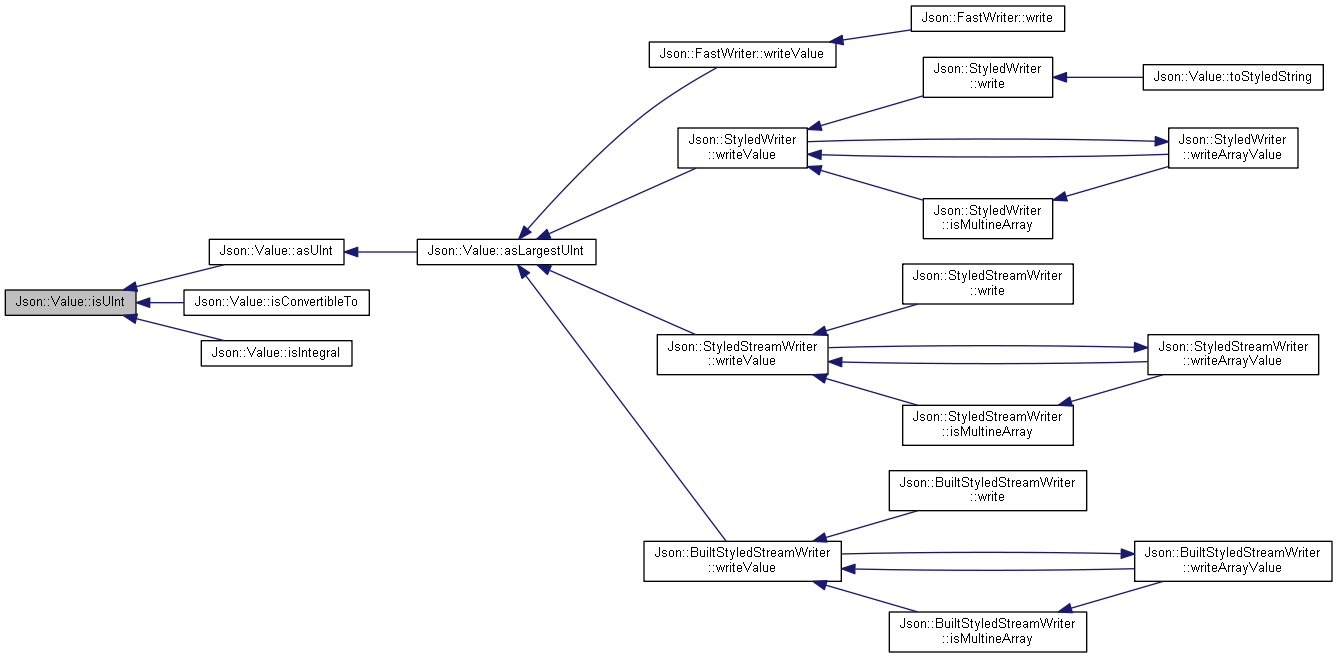 Json::FastWriter::write
Json::FastWriter::writeValue
Json::StyledWriter
::write
Json::Value::toStyledString
Json::StyledWriter
::writeValue
Json::StyledWriter
::writeArrayValue
Json::StyledWriter
::isMultineArray
Json::Value::asUInt
Json::Value::asLargestUInt
Json::Value::isUInt
Json::Value::isConvertibleTo
Json::Value::isIntegral
Json::StyledStreamWriter
::write
Json::StyledStreamWriter
::writeValue
Json::StyledStreamWriter
::writeArrayValue
Json::StyledStreamWriter
::isMultineArray
Json::BuiltStyledStreamWriter
::write
Json::BuiltStyledStreamWriter
::writeValue
Json::BuiltStyledStreamWriter
::writeArrayValue
Json::BuiltStyledStreamWriter
::isMultineArray